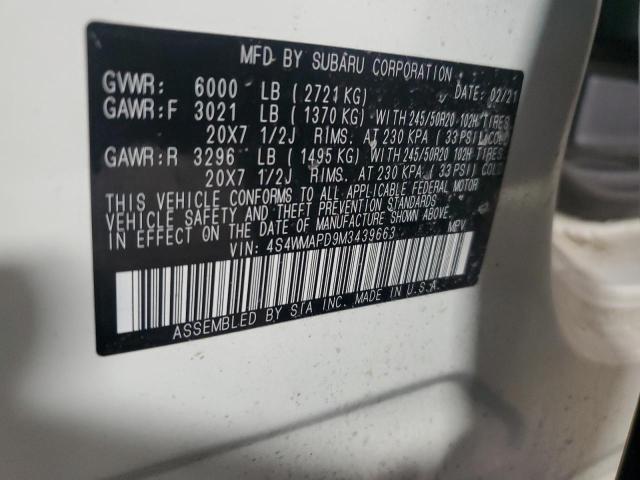 MFD BY SUBARU CORPORATION
GVWR: 6000 LB (2721 KG) DATE: 02/21
GAWR:F 3021 LB (1370 KG) WITH 245/50R20 102H TIRES,
20X7 1/2J RIMS. AT 230 KPA (33 PSI) COLD
GAWR:R 3296 LB (1495 KG) WITH 245/50R20 102H TIRES,
20X7 1/2J RIMS. AT 230 KPA (33 PSI) COLD
THIS VEHICLE CONFORMS TO ALL APPLICABLE FEDERAL MOTOR
VEHICLE SAFETY AND THEFT PREVENTION STANDARDS
IN EFFECT ON THE DATE OF MANUFACTURE SHOWN ABOVE.
VIN: 4S4WMAPD9M3439663 MPV
ASSEMBLED BY SIA INC. MADE IN U.S.A.